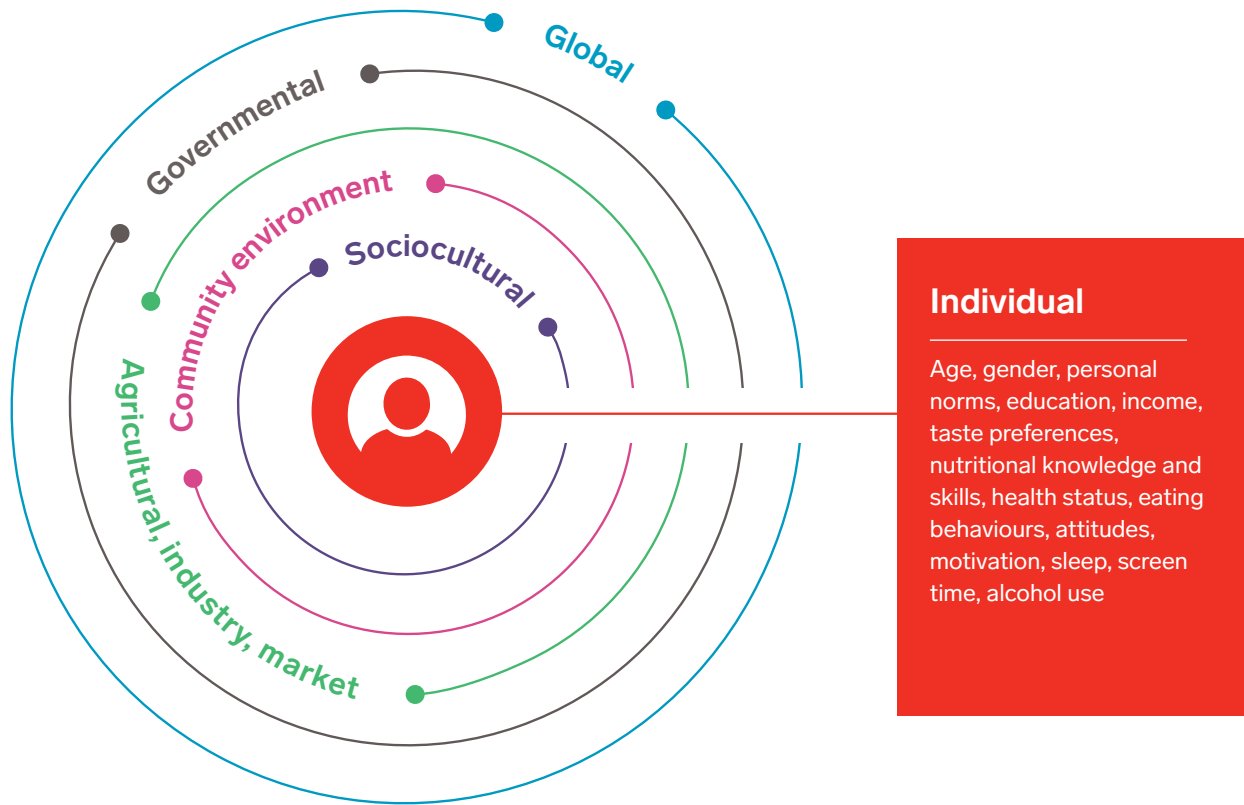 Global
Governmental
Community environment
Sociocultural
Agricultural, industry, market
Individual
Age, gender, personal
norms, education, income,
taste preferences,
nutritional knowledge and
skills, health status, eating
behaviours, attitudes,
motivation, sleep, screen
time, alcohol use